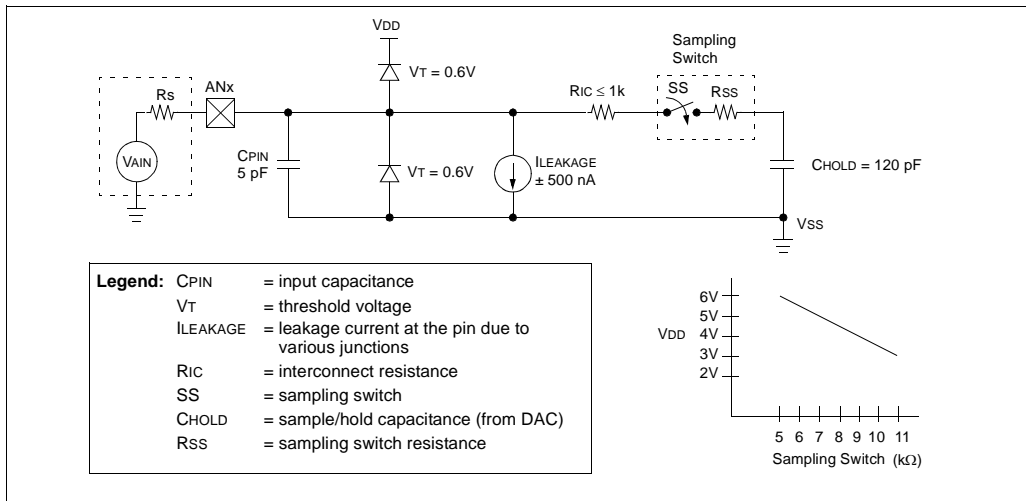 VDD
Sampling
Switch
VT = 0.6V
ANx
RS
RIC ≤ 1k
SS
RSS
VAIN
CPIN
5 pF
VT = 0.6V
ILEAKAGE
± 500 nA
CHOLD = 120 pF
VSS
Legend: CPIN = input capacitance
VT = threshold voltage
ILEAKAGE = leakage current at the pin due to
various junctions
RIC = interconnect resistance
SS = sampling switch
CHOLD = sample/hold capacitance (from DAC)
RSS = sampling switch resistance
6V
5V
VDD
4V
3V
2V
5 6 7 8 9 10 11
Sampling Switch (kΩ)